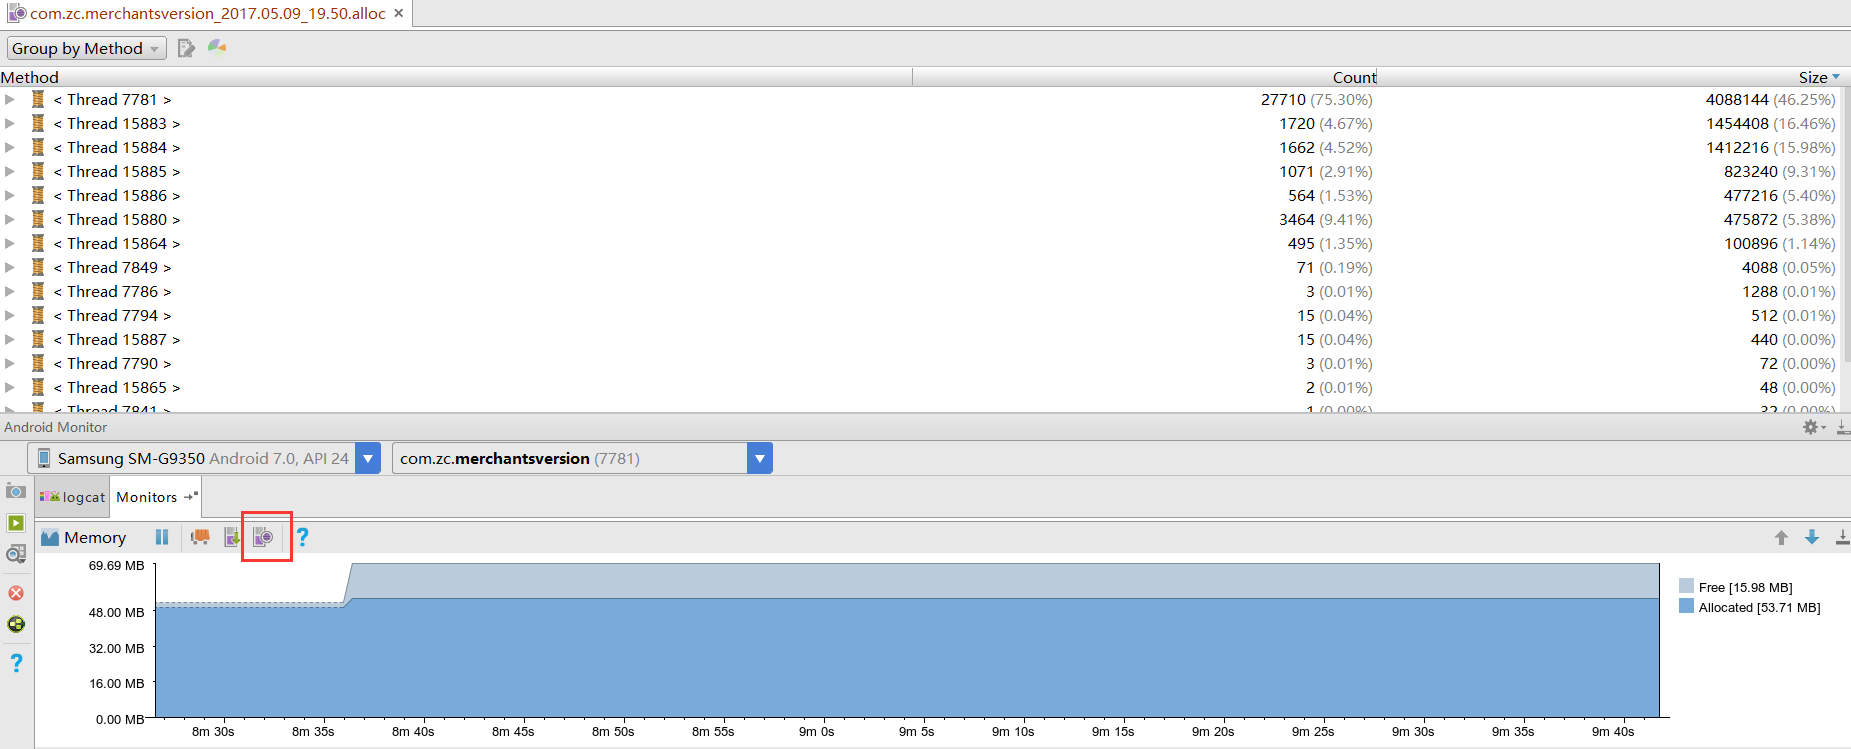 com.zc.merchantsversion_2017.05.09_19.50.alloc
Group by Method
Method Count Size
< Thread 7781 > 27710 (75.30%) 4088144 (46.25%)
< Thread 15883 > 1720 (4.67%) 1454408 (16.46%)
< Thread 15884 > 1662 (4.52%) 1412216 (15.98%)
< Thread 15885 > 1071 (2.91%) 823240 (9.31%)
< Thread 15886 > 564 (1.53%) 477216 (5.40%)
< Thread 15880 > 3464 (9.41%) 475872 (5.38%)
< Thread 15864 > 495 (1.35%) 100896 (1.14%)
< Thread 7849 > 71 (0.19%) 4088 (0.05%)
< Thread 7786 > 3 (0.01%) 1288 (0.01%)
< Thread 7794 > 15 (0.04%) 512 (0.01%)
< Thread 15887 > 15 (0.04%) 440 (0.00%)
< Thread 7790 > 3 (0.01%) 72 (0.00%)
< Thread 15865 > 2 (0.01%) 48 (0.00%)
< Thread 7841 > 1 (0.00%) 32 (0.00%)
Android Monitor
Samsung SM-G9350 Android 7.0, API 24 com.zc.merchantsversion (7781)
logcat Monitors
Memory ?
69.69 MB
48.00 MB
32.00 MB
16.00 MB
0.00 MB
Free [15.98 MB]
Allocated [53.71 MB]
?
8m 30s 8m 35s 8m 40s 8m 45s 8m 50s 8m 55s 9m 0s 9m 5s 9m 10s 9m 15s 9m 20s 9m 25s 9m 30s 9m 35s 9m 40s